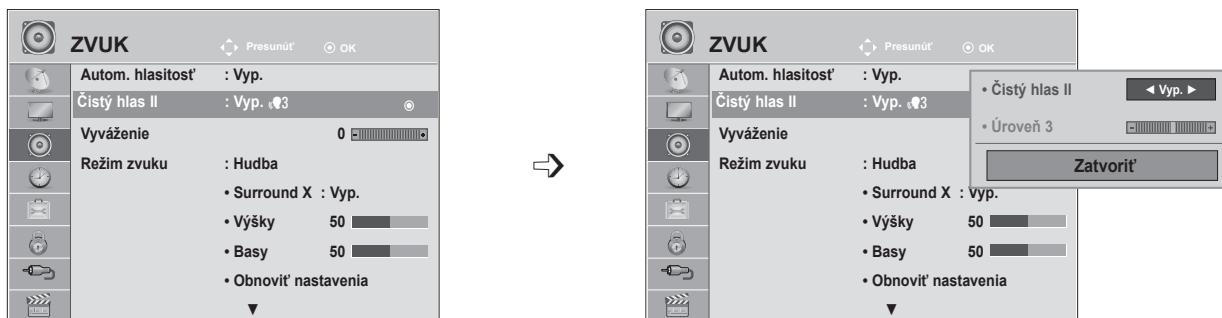 ZVUK
Presunúť
OK
Autom. hlasitosť : Vyp.
Čistý hlas II : Vyp. 3
Vyváženie 0
Režim zvuku : Hudba
• Surround X : Vyp.
• Výšky 50
• Basy 50
• Obnoviť nastavenia
ZVUK
Presunúť
OK
Autom. hlasitosť : Vyp.
Čistý hlas II : Vyp. 3
Vyváženie
Režim zvuku : Hudba
• Surround X : Vyp.
• Výšky 50
• Basy 50
• Obnoviť nastavenia
• Čistý hlas II ◄ Vyp. ►
• Úroveň 3
Zatvoriť